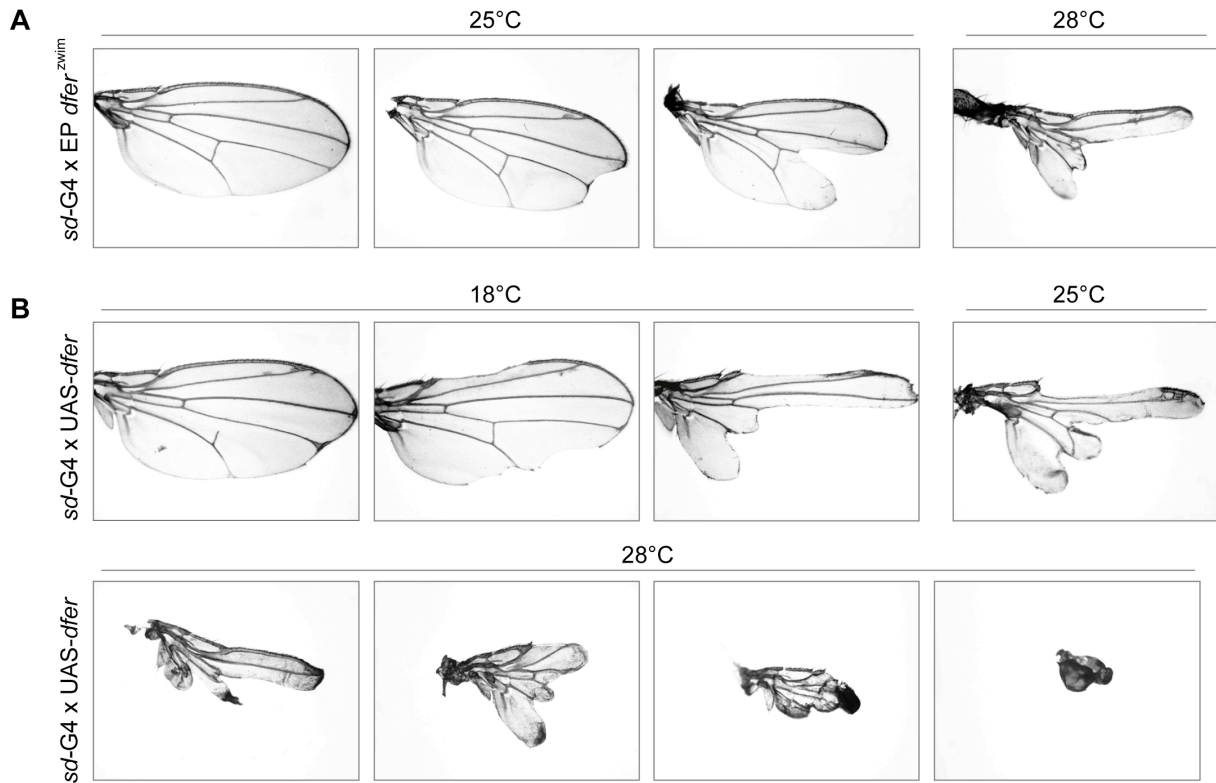 A
25°C
28°C
sd-G4 x EP dfer^zwim
B
18°C
25°C
sd-G4 x UAS-dfer
28°C
sd-G4 x UAS-dfer